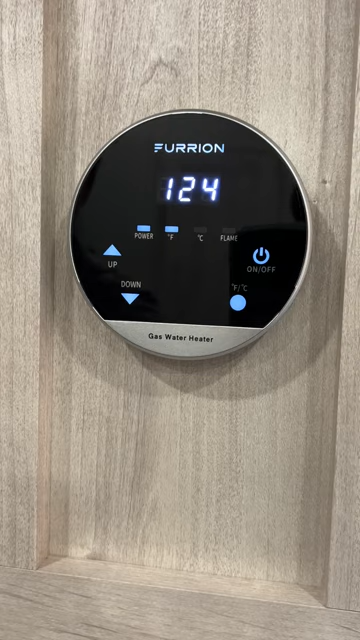 FURRION
124
POWER °F °C FLAME
UP
ON/OFF
DOWN
°F/°C
Gas Water Heater